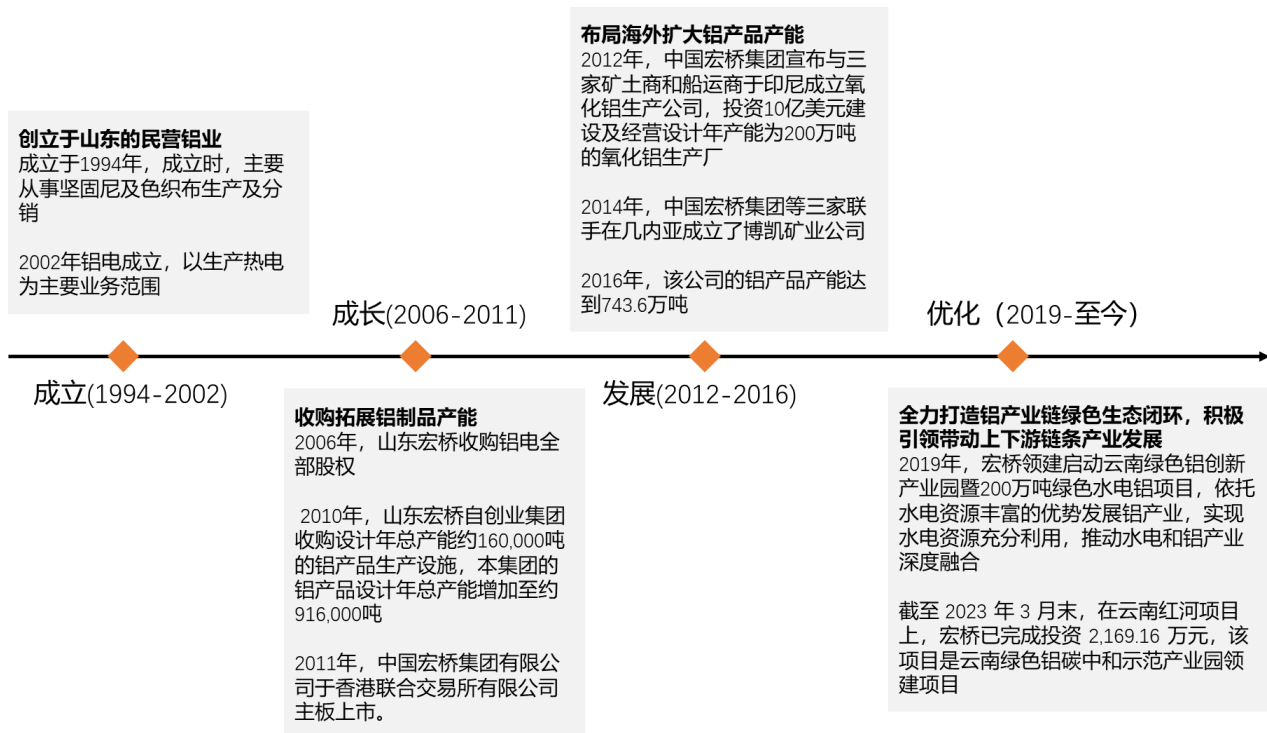 创立于山东的民营铝业
成立于1994年，成立时，主要
从事坚固尼及色织布生产及分
销
2002年铝电成立，以生产热电
为主要业务范围
成立(1994-2002)
成长(2006-2011)
收购拓展铝制品产能
2006年，山东宏桥收购铝电全
部股权
2010年，山东宏桥自创业集团
收购设计年总产能约160,000吨
的铝产品生产设施，本集团的
铝产品设计年总产能增加至约
916,000吨
2011年，中国宏桥集团有限公
司于香港联合交易所有限公司
主板上市。
布局海外扩大铝产品产能
2012年，中国宏桥集团宣布与三
家矿土商和船运商于印尼成立氧
化铝生产公司，投资10亿美元建
设及经营设计年产能为200万吨
的氧化铝生产厂
2014年，中国宏桥集团等三家联
手在几内亚成立了博凯矿业公司
2016年，该公司的铝产品产能达
到743.6万吨
发展(2012-2016)
优化（2019-至今）
全力打造铝产业链绿色生态闭环，积极
引领带动上下游链条产业发展
2019年，宏桥领建启动云南绿色铝创新
产业园暨200万吨绿色水电铝项目，依托
水电资源丰富的优势发展铝产业，实现
水电资源充分利用，推动水电和铝产业
深度融合
截至 2023 年 3 月末，在云南红河项目
上，宏桥已完成投资 2,169.16 万元，该
项目是云南绿色铝碳中和示范产业园领
建项目